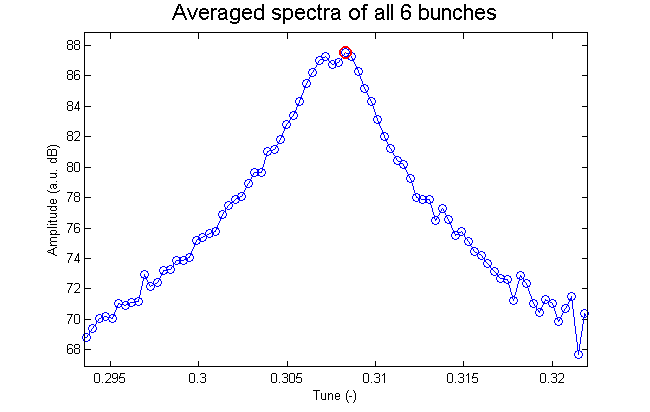 Averaged spectra of all 6 bunches
88
86
84
82
80
78
76
74
72
70
68
Amplitude (a.u. dB)
0.295 0.3 0.305 0.31 0.315 0.32
Tune (-)